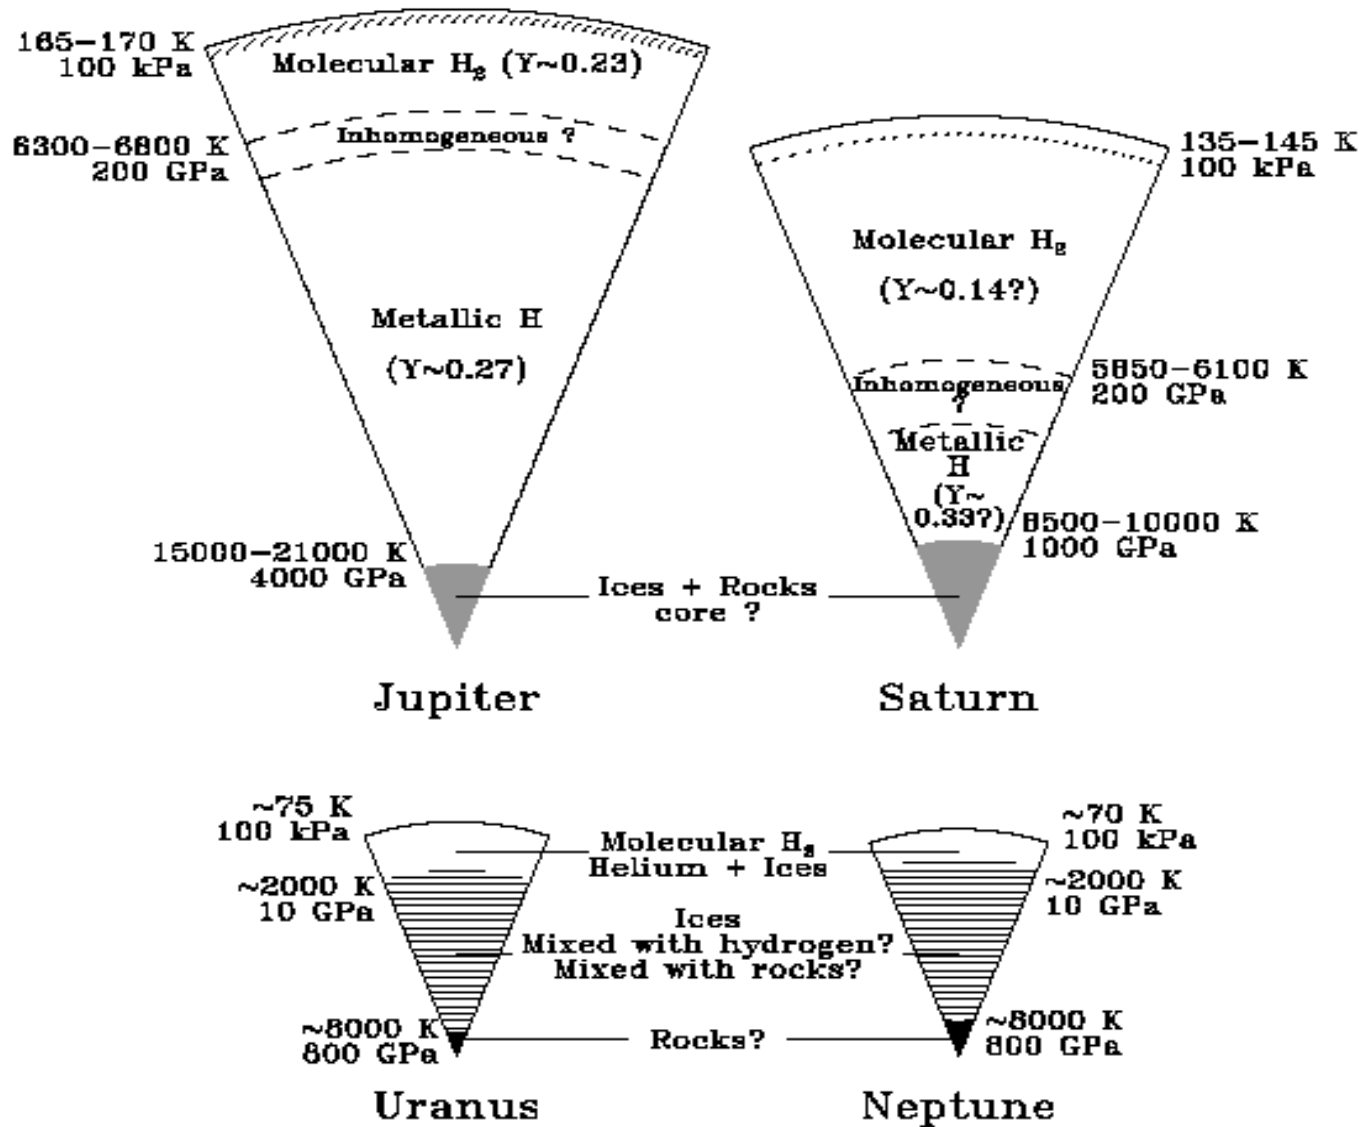 165–170 K
100 kPa
Molecular H₂ (Y~0.23)
6300–6800 K
200 GPa
Inhomogeneous ?
Metallic H
(Y~0.27)
15000–21000 K
4000 GPa
135–145 K
100 kPa
Molecular H₂
(Y~0.14?)
5850–6100 K
200 GPa
Inhomogeneous
?
Metallic
H
(Y~
0.33?)
8500–10000 K
1000 GPa
Ices + Rocks
core ?
Jupiter
Saturn
~75 K
100 kPa
~2000 K
10 GPa
~8000 K
800 GPa
Molecular H₂
Helium + Ices
Ices
Mixed with hydrogen?
Mixed with rocks?
Rocks?
~70 K
100 kPa
~2000 K
10 GPa
~8000 K
800 GPa
Uranus
Neptune